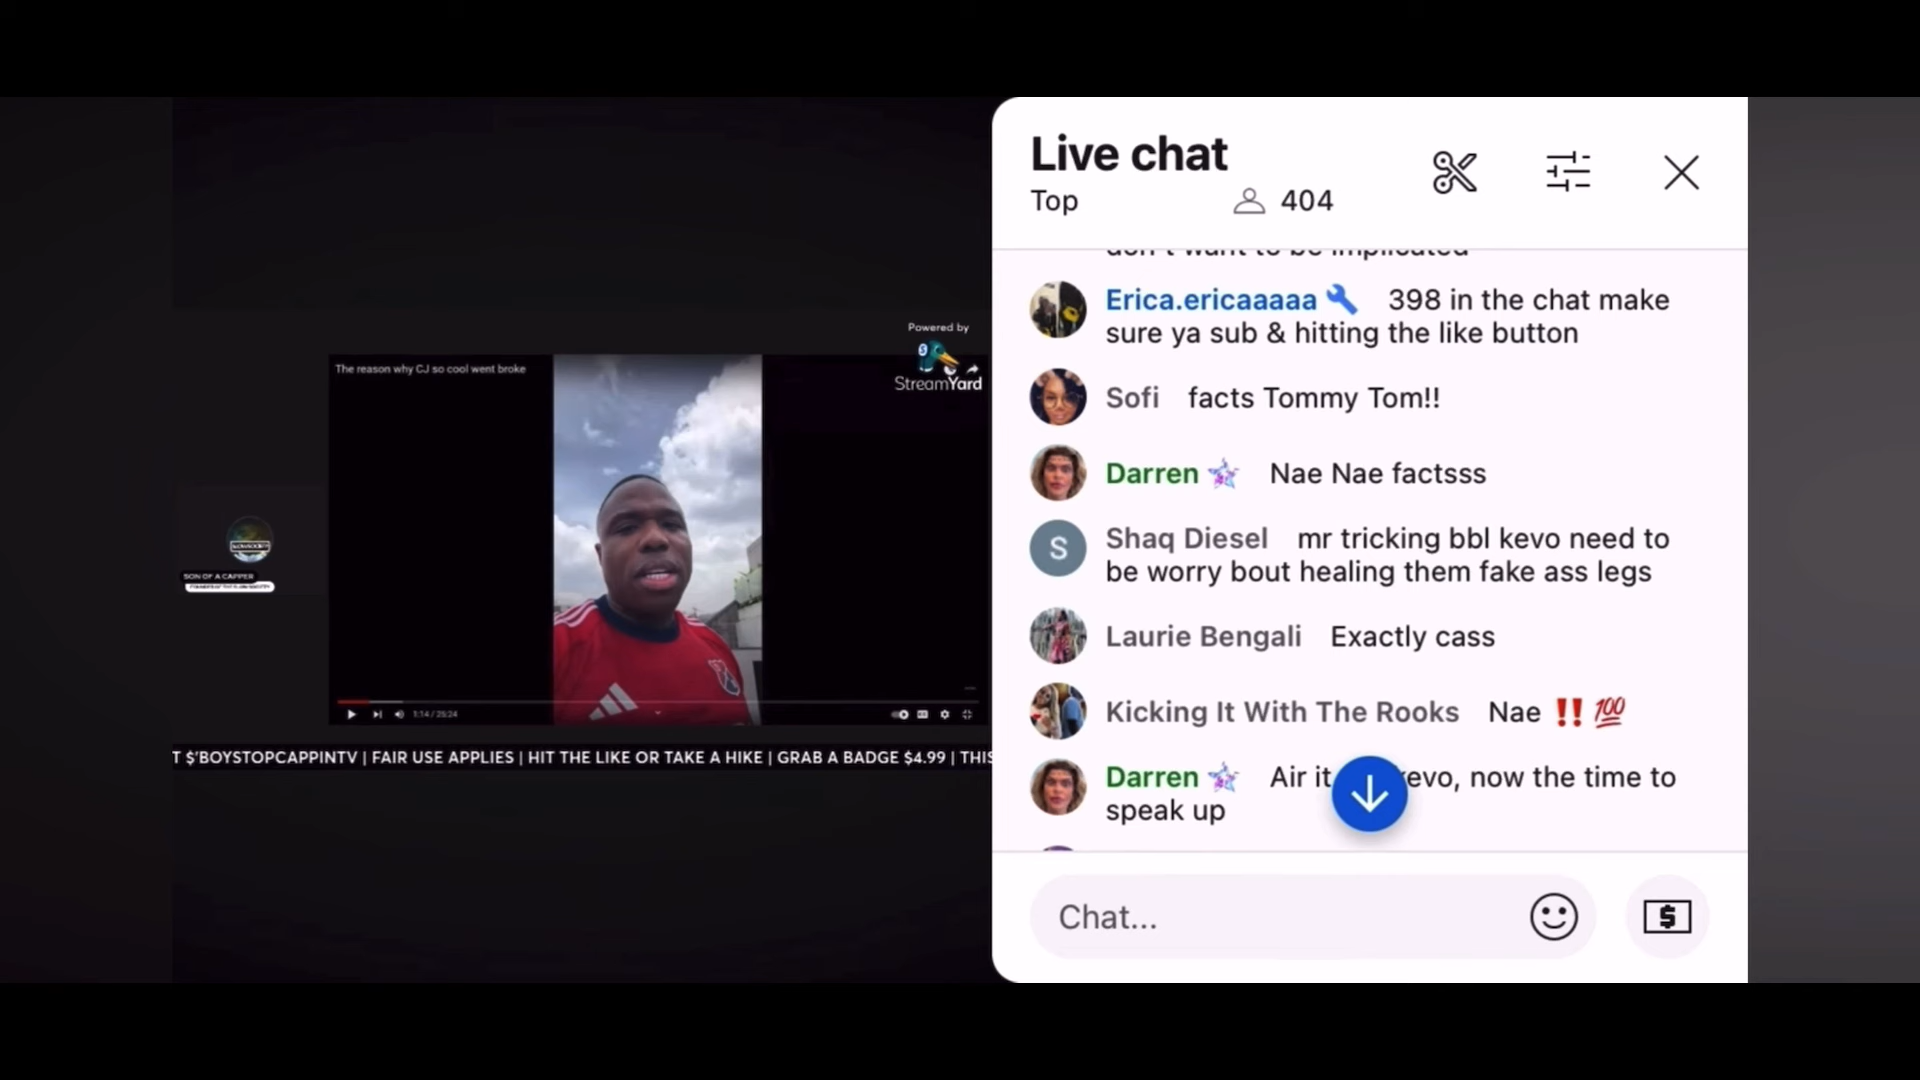 Powered by
StreamYard
The reason why CJ so cool went broke
SON OF A CAPPER
1:14 / 25:24
T $'BOYSTOPCAPPINTV | FAIR USE APPLIES | HIT THE LIKE OR TAKE A HIKE | GRAB A BADGE $4.99 | THIS
Live chat
Top 404
don't want to be implicated
Erica.ericaaaaa 398 in the chat make
sure ya sub & hitting the like button
Sofi facts Tommy Tom!!
Darren Nae Nae factsss
S Shaq Diesel mr tricking bbl kevo need to
be worry bout healing them fake ass legs
Laurie Bengali Exactly cass
Kicking It With The Rooks Nae ‼️ 💯
Darren Air it evo, now the time to
speak up
Chat...
$